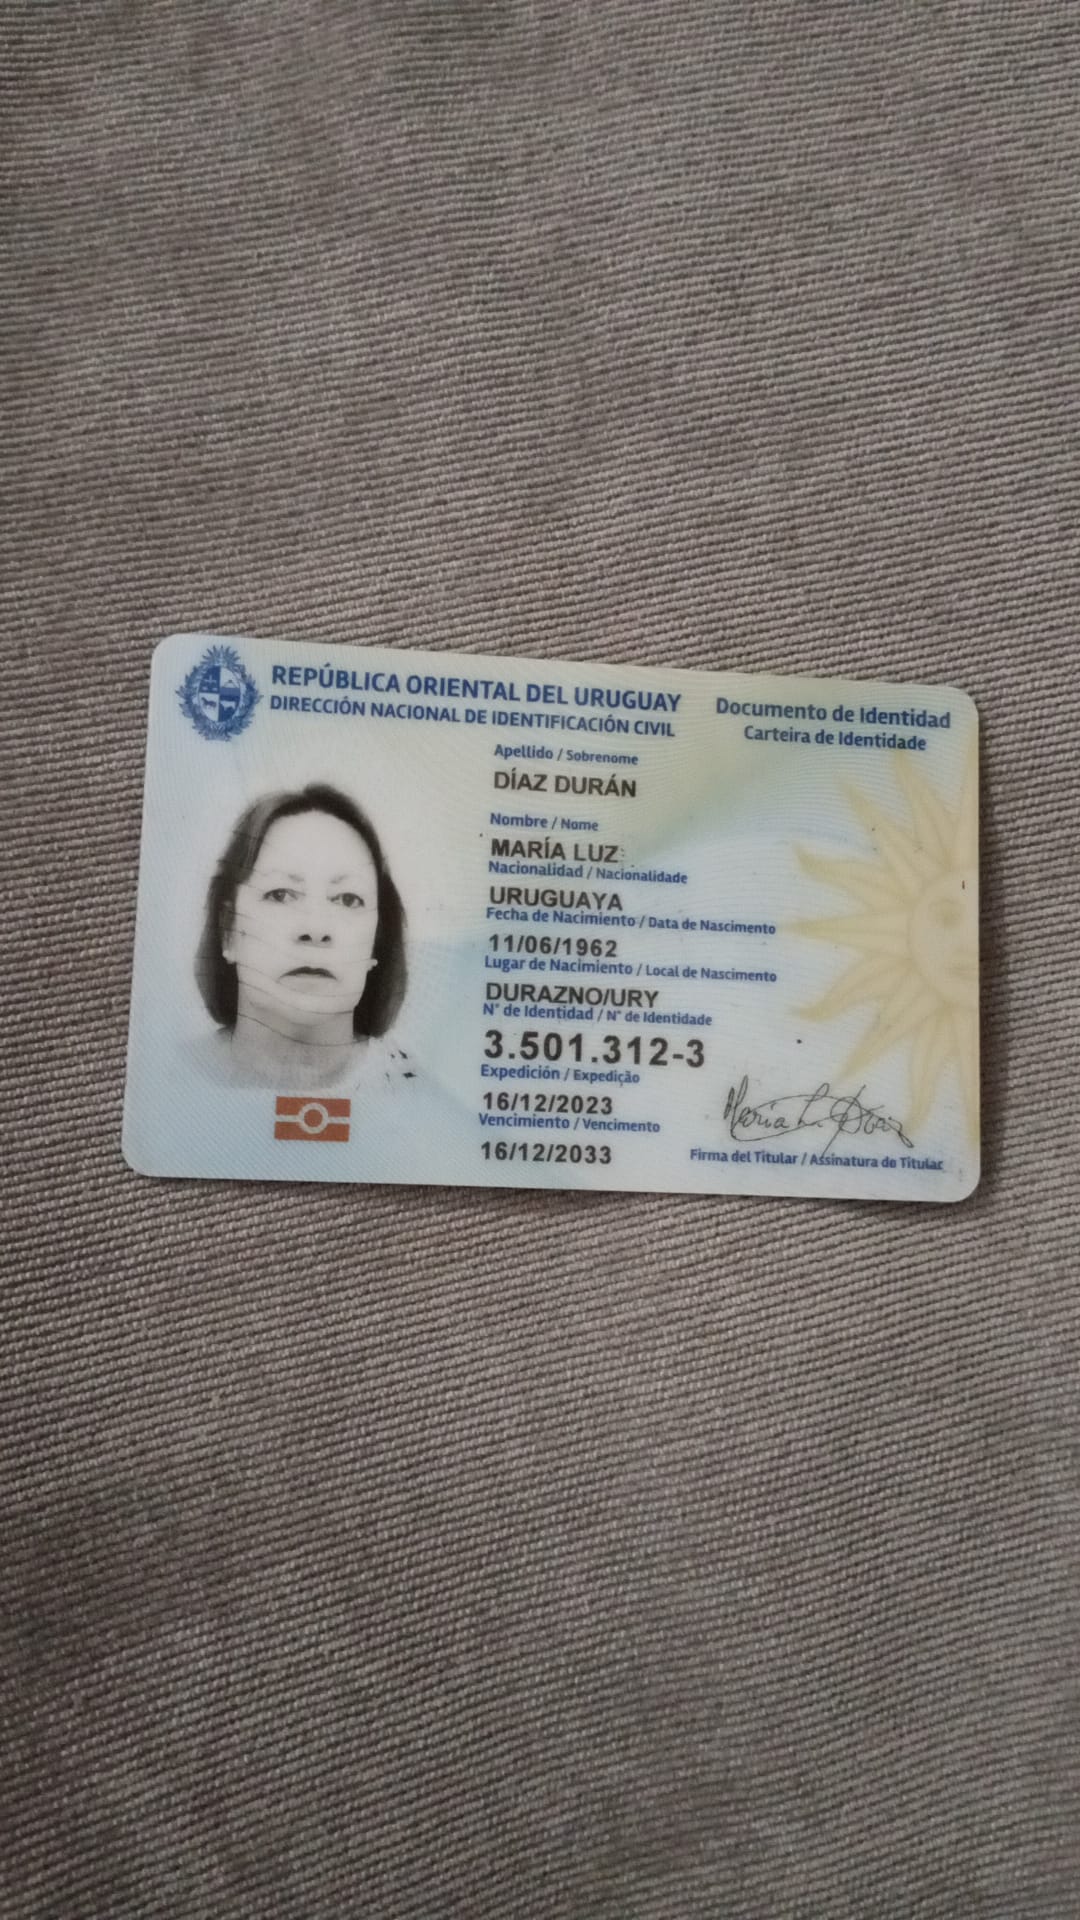 REPÚBLICA ORIENTAL DEL URUGUAY
DIRECCIÓN NACIONAL DE IDENTIFICACIÓN CIVIL
Documento de Identidad
Carteira de Identidade
Apellido / Sobrenome
DÍAZ DURÁN
Nombre / Nome
MARÍA LUZ
Nacionalidad / Nacionalidade
URUGUAYA
Fecha de Nacimiento / Data de Nascimento
11/06/1962
Lugar de Nacimiento / Local de Nascimento
DURAZNO/URY
N° de Identidad / N° de Identidade
3.501.312-3
Expedición / Expedição
16/12/2023
Vencimiento / Vencimento
16/12/2033
Maria L. Diaz
Firma del Titular / Assinatura do Titular